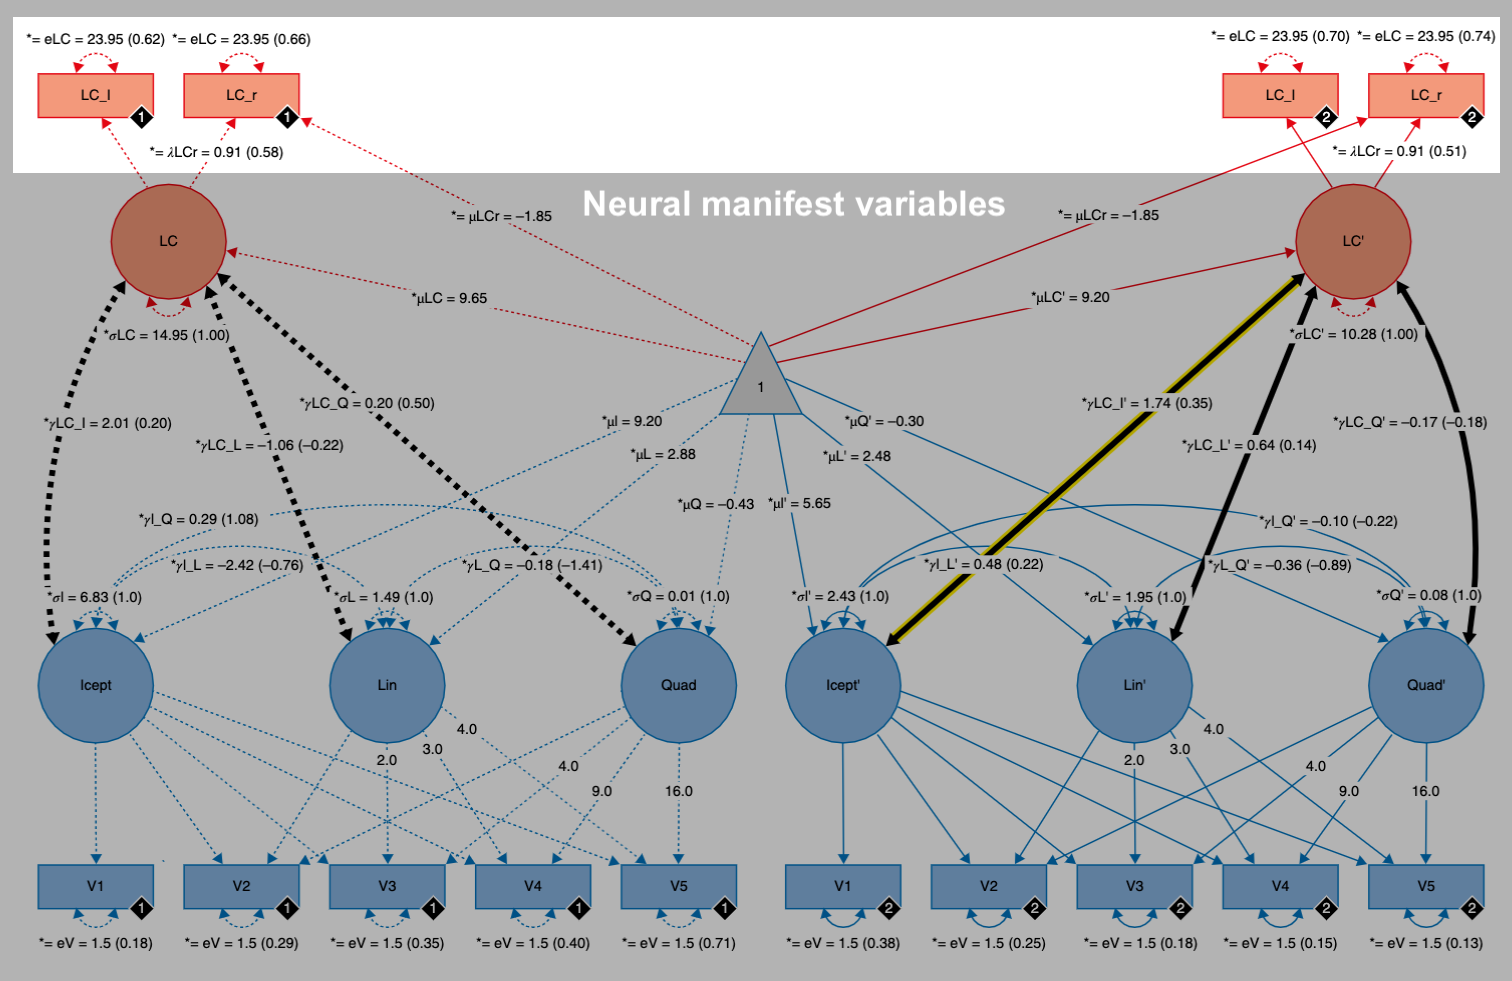 *= eLC = 23.95 (0.62) *= eLC = 23.95 (0.66) *= eLC = 23.95 (0.70) *= eLC = 23.95 (0.74)
LC_l LC_r LC_l LC_r
1 1 2 2
*= λLCr = 0.91 (0.58) *= λLCr = 0.91 (0.51)
Neural manifest variables
*= μLCr = –1.85 *= μLCr = –1.85
LC LC'
*μLC = 9.65 *μLC' = 9.20
*σLC = 14.95 (1.00) *σLC' = 10.28 (1.00)
1
*γLC_Q = 0.20 (0.50) *γLC_I' = 1.74 (0.35)
*γLC_I = 2.01 (0.20) *μI = 9.20 *μQ' = –0.30 *γLC_Q' = –0.17 (–0.18)
*γLC_L = –1.06 (–0.22) *μL = 2.88 *μL' = 2.48 *γLC_L' = 0.64 (0.14)
*μQ = –0.43 *μI' = 5.65
*γI_Q = 0.29 (1.08) *γI_Q' = –0.10 (–0.22)
*γI_L = –2.42 (–0.76) *γL_Q = –0.18 (–1.41) *γI_L' = 0.48 (0.22) *γL_Q' = –0.36 (–0.89)
*σI = 6.83 (1.0) *σL = 1.49 (1.0) *σQ = 0.01 (1.0) *σI' = 2.43 (1.0) *σL' = 1.95 (1.0) *σQ' = 0.08 (1.0)
Icept Lin Quad Icept' Lin' Quad'
4.0 4.0
3.0 3.0
2.0 4.0 2.0 4.0
9.0 16.0 9.0 16.0
V1 V2 V3 V4 V5 V1 V2 V3 V4 V5
1 1 1 1 1 2 2 2 2 2
*= eV = 1.5 (0.18) *= eV = 1.5 (0.29) *= eV = 1.5 (0.35) *= eV = 1.5 (0.40) *= eV = 1.5 (0.71) *= eV = 1.5 (0.38) *= eV = 1.5 (0.25) *= eV = 1.5 (0.18) *= eV = 1.5 (0.15) *= eV = 1.5 (0.13)